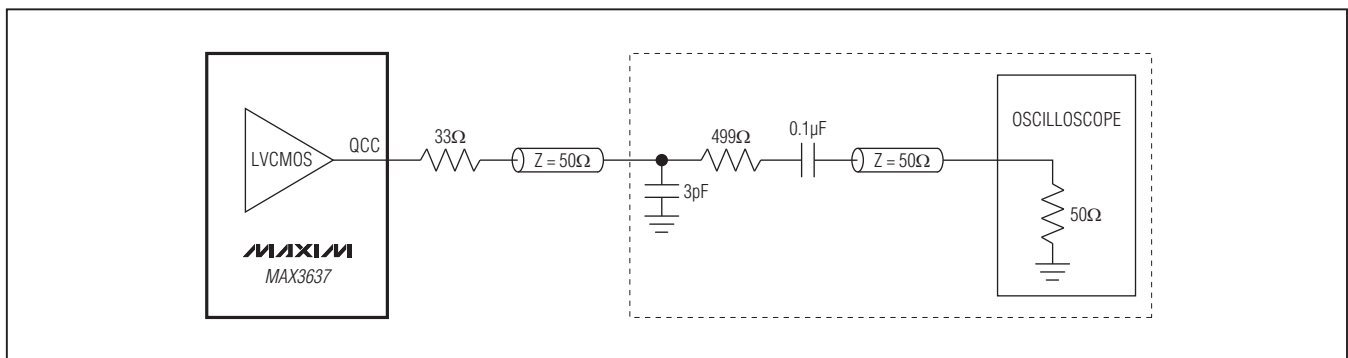 LVCMOS
QCC
MAXIM
MAX3637
33Ω
Z = 50Ω
3pF
499Ω
0.1µF
Z = 50Ω
OSCILLOSCOPE
50Ω